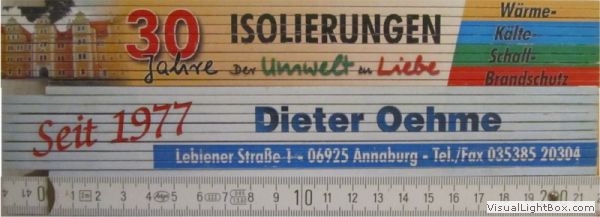 30 Jahre
ISOLIERUNGEN
Der Umwelt zu Liebe
Wärme-
Kälte-
Schall-
Brandschutz
Seit 1977
Dieter Oehme
Lebiener Straße 1 - 06925 Annaburg - Tel./Fax 035385 20304
0 1 2 3 4 5 6 7 8 9 10 11 12 13 14 15 16 17 18 19 20 21
VisualLightBox.com